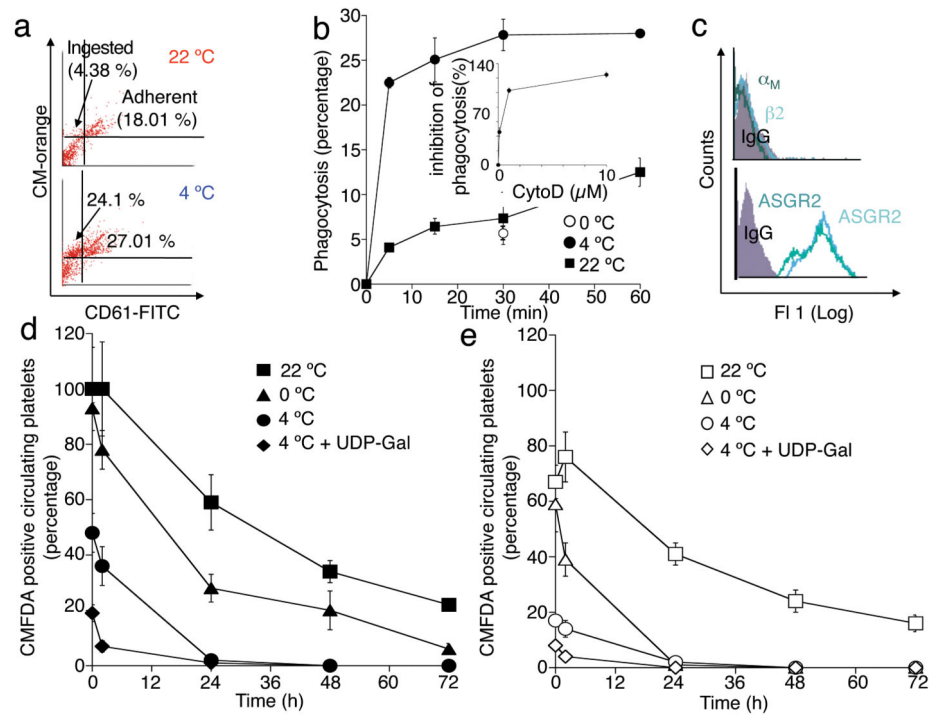 a
Ingested
(4.38 %)
22 ºC
Adherent
(18.01 %)
CM-orange
4 ºC
24.1 %
27.01 %
CD61-FITC
b
30
25
20
15
10
5
0
Phagocytosis (percentage)
140
70
0
inhibition of
phagocytosis(%)
0
10
CytoD (µM)
0 ºC
4 ºC
22 ºC
0
10
20
30
40
50
60
Time (min)
c
αM
β2
IgG
Counts
ASGR2
ASGR2
IgG
Fl 1 (Log)
d
120
100
80
60
40
20
0
CMFDA positive circulating platelets
(percentage)
22 ºC
0 ºC
4 ºC
4 ºC + UDP-Gal
0
12
24
36
48
60
72
Time (h)
e
120
100
80
60
40
20
0
CMFDA positive circulating platelets
(percentage)
22 ºC
0 ºC
4 ºC
4 ºC + UDP-Gal
0
12
24
36
48
60
72
Time (h)